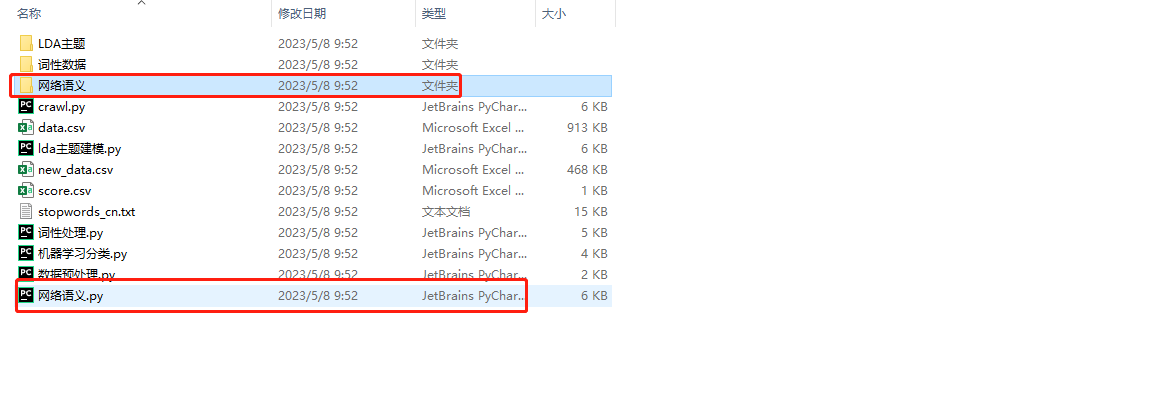 名称 修改日期 类型 大小
LDA主题 2023/5/8 9:52 文件夹
词性数据 2023/5/8 9:52 文件夹
网络语义 2023/5/8 9:52 文件夹
PC crawl.py 2023/5/8 9:52 JetBrains PyChar... 6 KB
data.csv 2023/5/8 9:52 Microsoft Excel ... 913 KB
PC lda主题建模.py 2023/5/8 9:52 JetBrains PyChar... 6 KB
new_data.csv 2023/5/8 9:52 Microsoft Excel ... 468 KB
score.csv 2023/5/8 9:52 Microsoft Excel ... 1 KB
stopwords_cn.txt 2023/5/8 9:52 文本文档 15 KB
PC 词性处理.py 2023/5/8 9:52 JetBrains PyChar... 5 KB
PC 机器学习分类.py 2023/5/8 9:52 JetBrains PyChar... 4 KB
PC 数据预处理.py 2023/5/8 9:52 JetBrains PyChar... 2 KB
PC 网络语义.py 2023/5/8 9:52 JetBrains PyChar... 6 KB